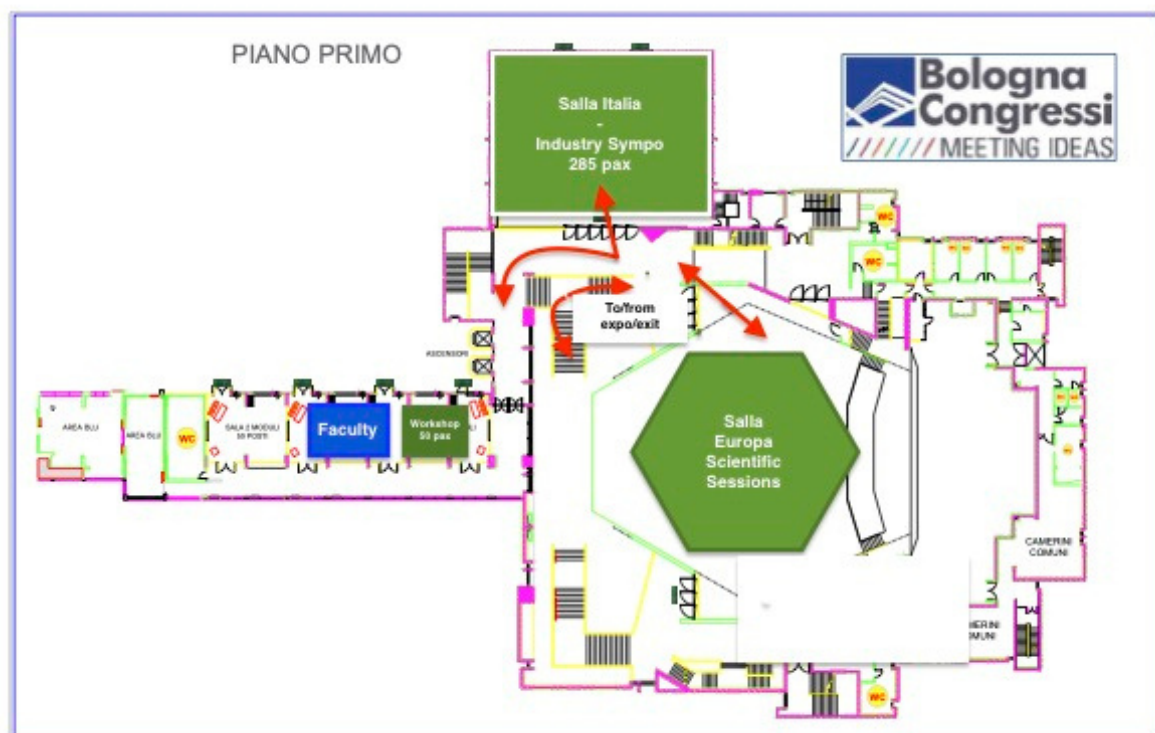 PIANO PRIMO
Bologna
Congressi
MEETING IDEAS
Salla Italia
-
Industry Sympo
285 pax
WC
WC
To/from
expo/exit
ASCENSORI
AREA BLU
AREA BLU
WC
SALA 2 MODULI
50 POSTI
Faculty
Workshop
50 pax
Salla
Europa
Scientific
Sessions
CAMERINI
COMUNI
WC